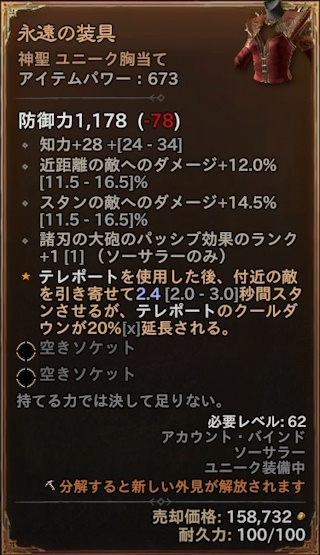 永遠の装具
神聖 ユニーク胸当て
アイテムパワー：673
防御力1,178 (-78)
知力+28 +[24 - 34]
近距離の敵へのダメージ+12.0%
[11.5 - 16.5]%
スタンの敵へのダメージ+14.5%
[11.5 - 16.5]%
諸刃の大砲のパッシブ効果のランク
+1 [1] （ソーサラーのみ）
テレポートを使用した後、付近の敵
を引き寄せて2.4 [2.0 - 3.0]秒間スタ
ンさせるが、テレポートのクールダ
ウンが20%[x]延長される。
空きソケット
空きソケット
持てる力では決して足りない。
必要レベル: 62
アカウント・バインド
ソーサラー
ユニーク装備中
分解すると新しい外見が解放されます
売却価格: 158,732
耐久力: 100/100